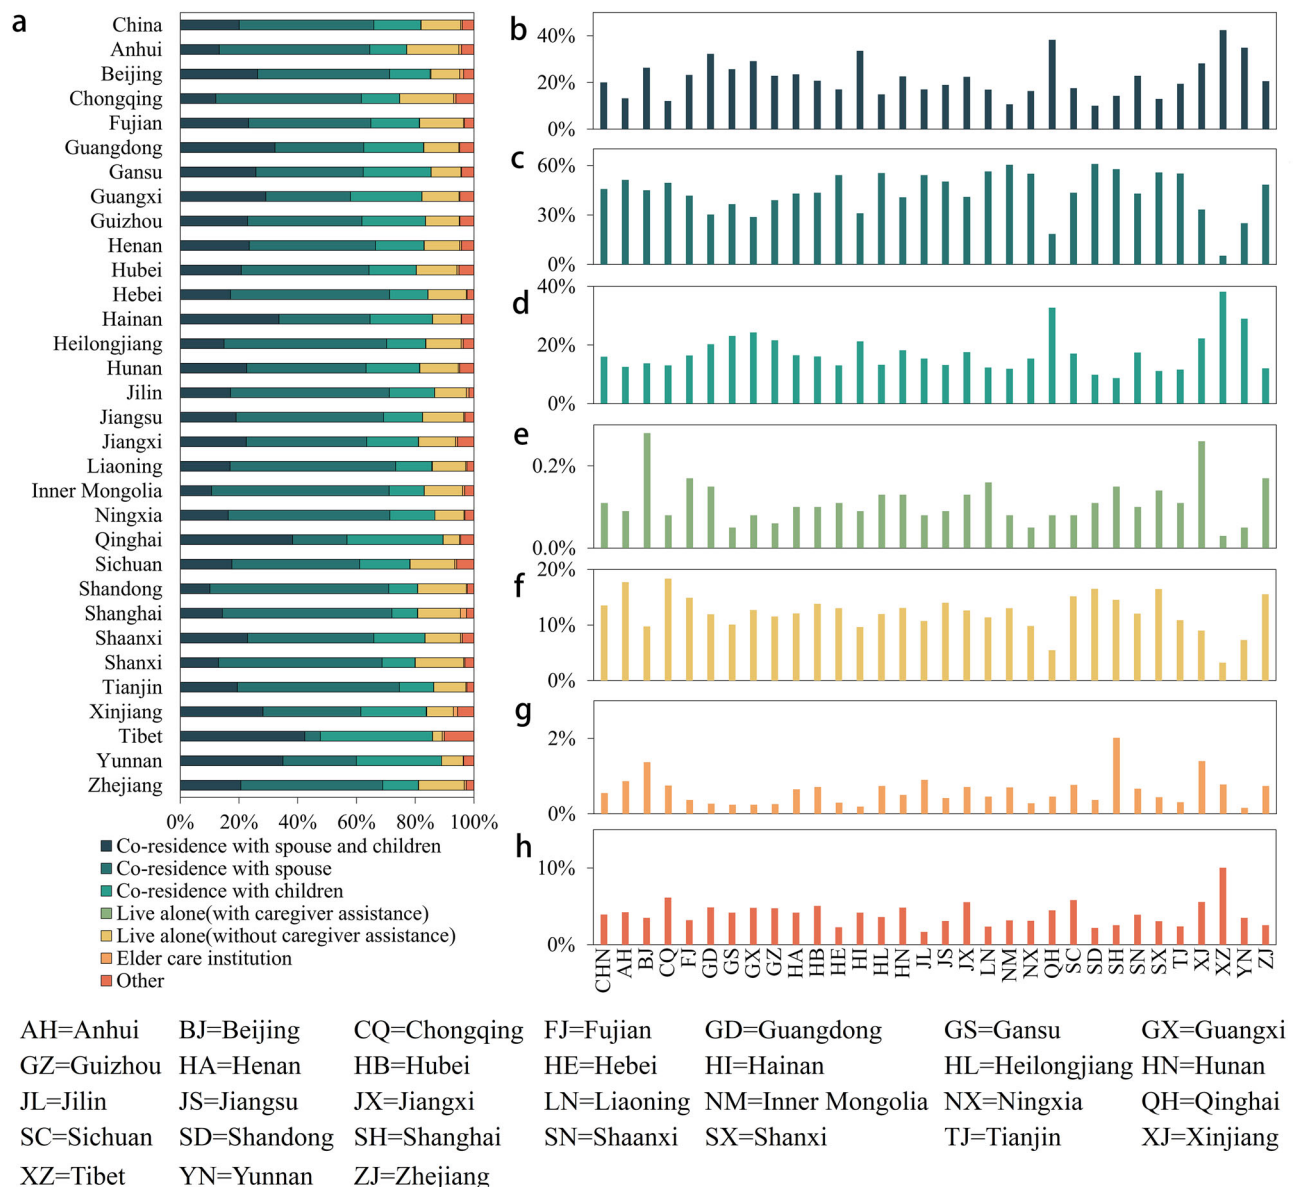 a
China
Anhui
Beijing
Chongqing
Fujian
Guangdong
Gansu
Guangxi
Guizhou
Henan
Hubei
Hebei
Hainan
Heilongjiang
Hunan
Jilin
Jiangsu
Jiangxi
Liaoning
Inner Mongolia
Ningxia
Qinghai
Sichuan
Shandong
Shanghai
Shaanxi
Shanxi
Tianjin
Xinjiang
Tibet
Yunnan
Zhejiang
0% 20% 40% 60% 80% 100%
Co-residence with spouse and children
Co-residence with spouse
Co-residence with children
Live alone(with caregiver assistance)
Live alone(without caregiver assistance)
Elder care institution
Other
b
40%
20%
0%
c
60%
30%
0%
d
40%
20%
0%
e
0.2%
0.0%
f
20%
10%
0%
g
2%
0%
h
10%
0%
CHN AH BJ CQ FJ GD GS GX GZ HA HB HE HI HL HN JL JS JX LN NM NX QH SC SD SH SN SX TJ XJ XZ YN ZJ
AH=Anhui BJ=Beijing CQ=Chongqing FJ=Fujian GD=Guangdong GS=Gansu GX=Guangxi
GZ=Guizhou HA=Henan HB=Hubei HE=Hebei HI=Hainan HL=Heilongjiang HN=Hunan
JL=Jilin JS=Jiangsu JX=Jiangxi LN=Liaoning NM=Inner Mongolia NX=Ningxia QH=Qinghai
SC=Sichuan SD=Shandong SH=Shanghai SN=Shaanxi SX=Shanxi TJ=Tianjin XJ=Xinjiang
XZ=Tibet YN=Yunnan ZJ=Zhejiang